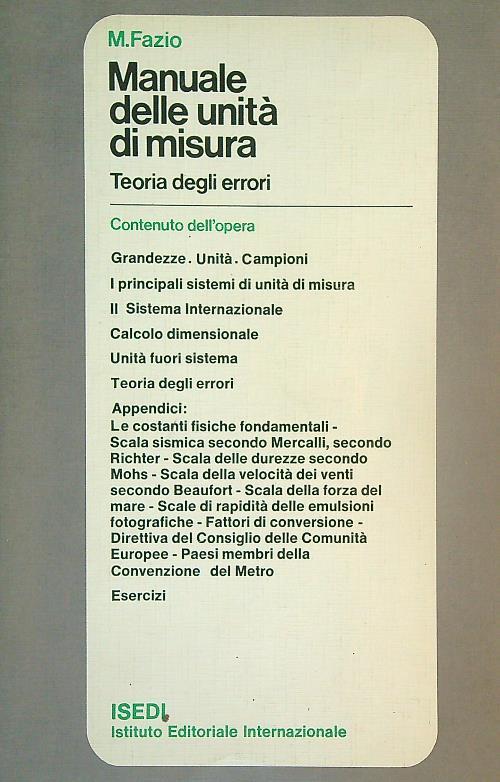 M.Fazio
Manuale
delle unità
di misura
Teoria degli errori
Contenuto dell'opera
Grandezze. Unità. Campioni
I principali sistemi di unità di misura
Il Sistema Internazionale
Calcolo dimensionale
Unità fuori sistema
Teoria degli errori
Appendici:
Le costanti fisiche fondamentali -
Scala sismica secondo Mercalli, secondo
Richter - Scala delle durezze secondo
Mohs - Scala della velocità dei venti
secondo Beaufort - Scala della forza del
mare - Scale di rapidità delle emulsioni
fotografiche - Fattori di conversione -
Direttiva del Consiglio delle Comunità
Europee - Paesi membri della
Convenzione del Metro
Esercizi
ISEDI
Istituto Editoriale Internazionale